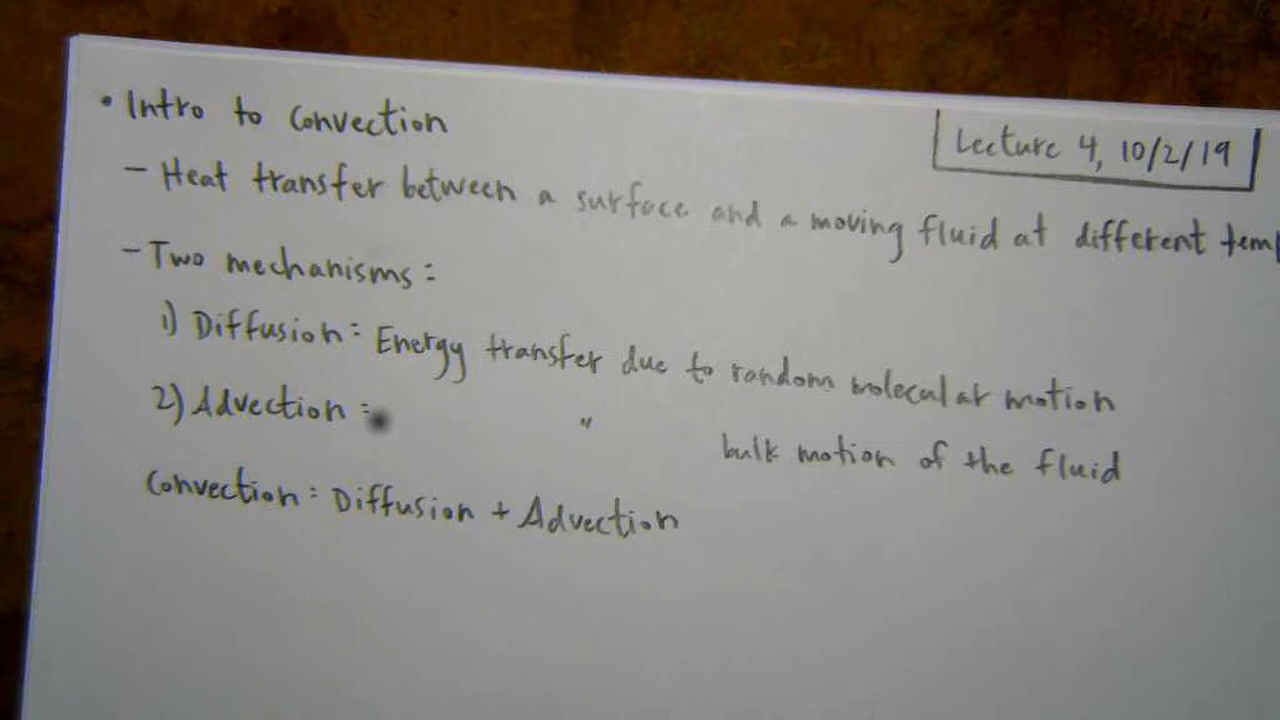 • Intro to Convection
Lecture 4, 10/2/19
- Heat transfer between a surface and a moving fluid at different temp
- Two mechanisms:
1) Diffusion: Energy transfer due to random molecular motion
2) Advection: " bulk motion of the fluid
Convection: Diffusion + Advection